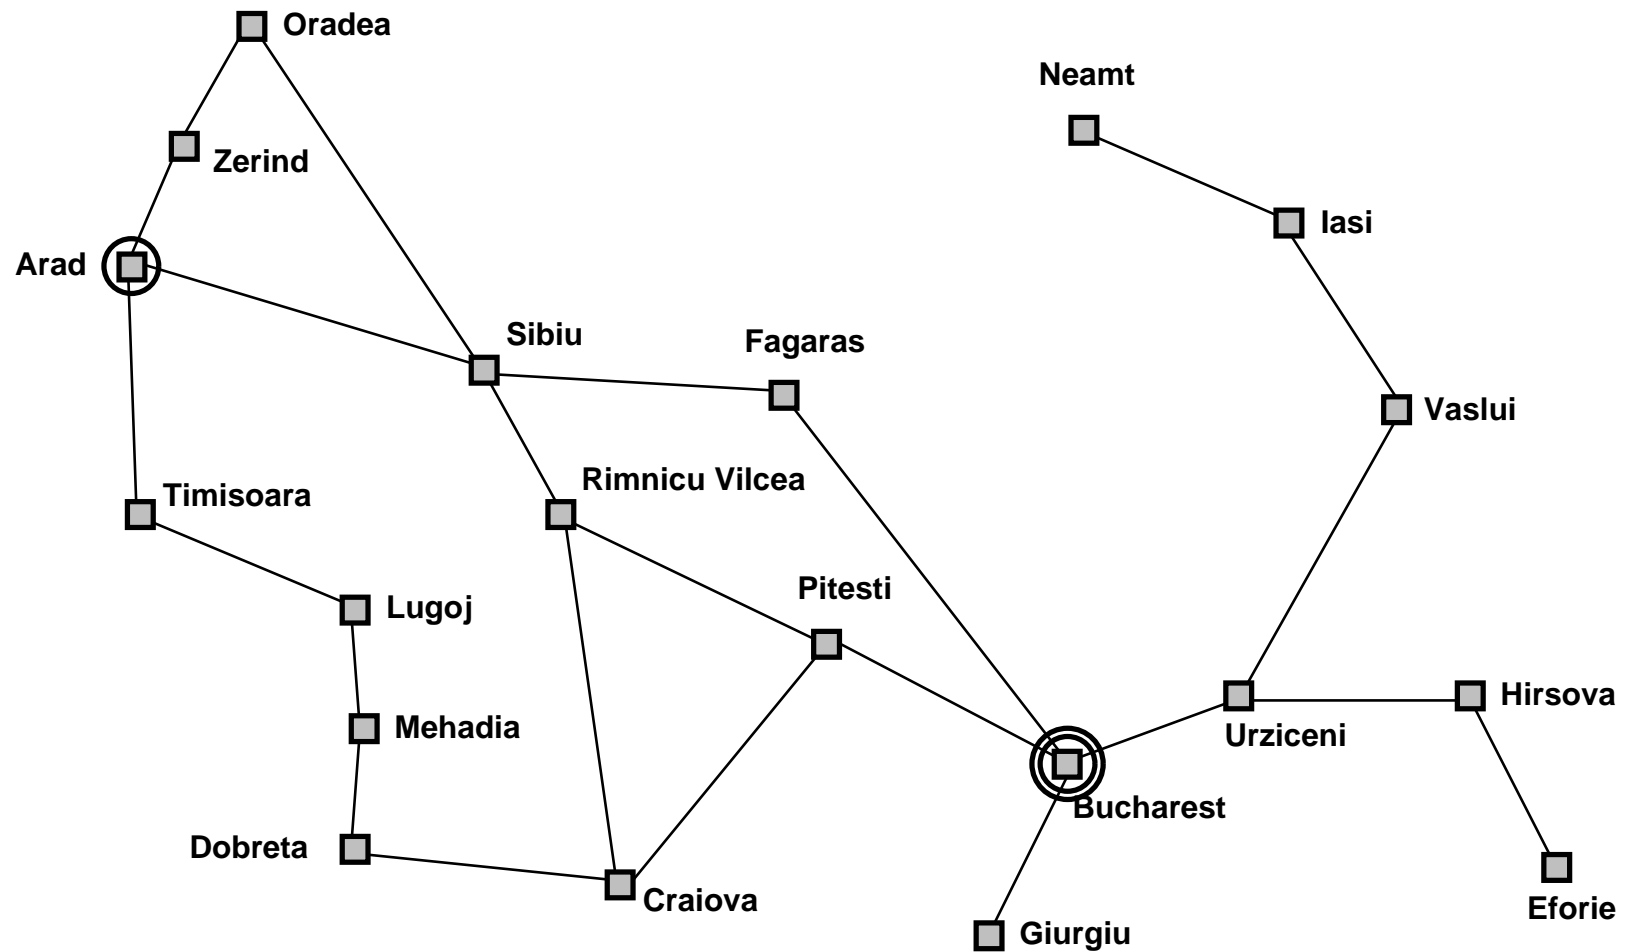 Oradea
Neamt
Zerind
Iasi
Arad
Sibiu
Fagaras
Vaslui
Timisoara
Rimnicu Vilcea
Lugoj
Pitesti
Mehadia
Hirsova
Urziceni
Bucharest
Dobreta
Craiova
Eforie
Giurgiu